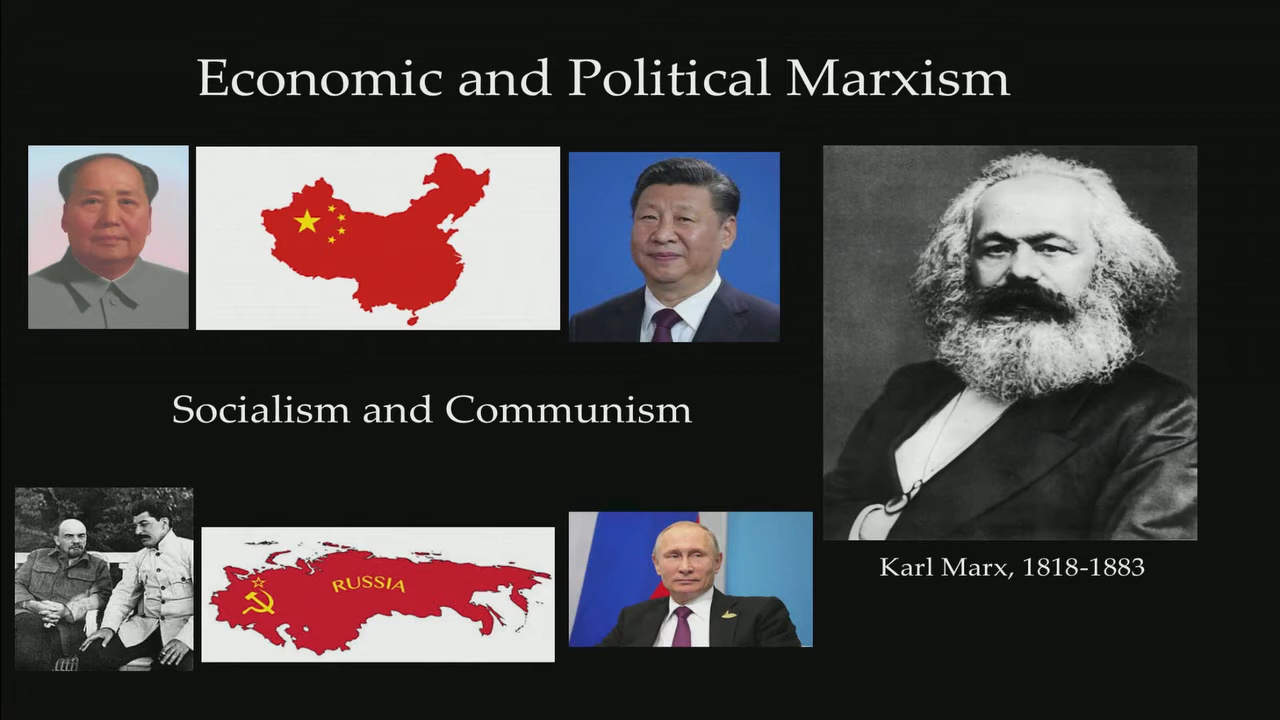 Economic and Political Marxism
Socialism and Communism
RUSSIA
Karl Marx, 1818-1883